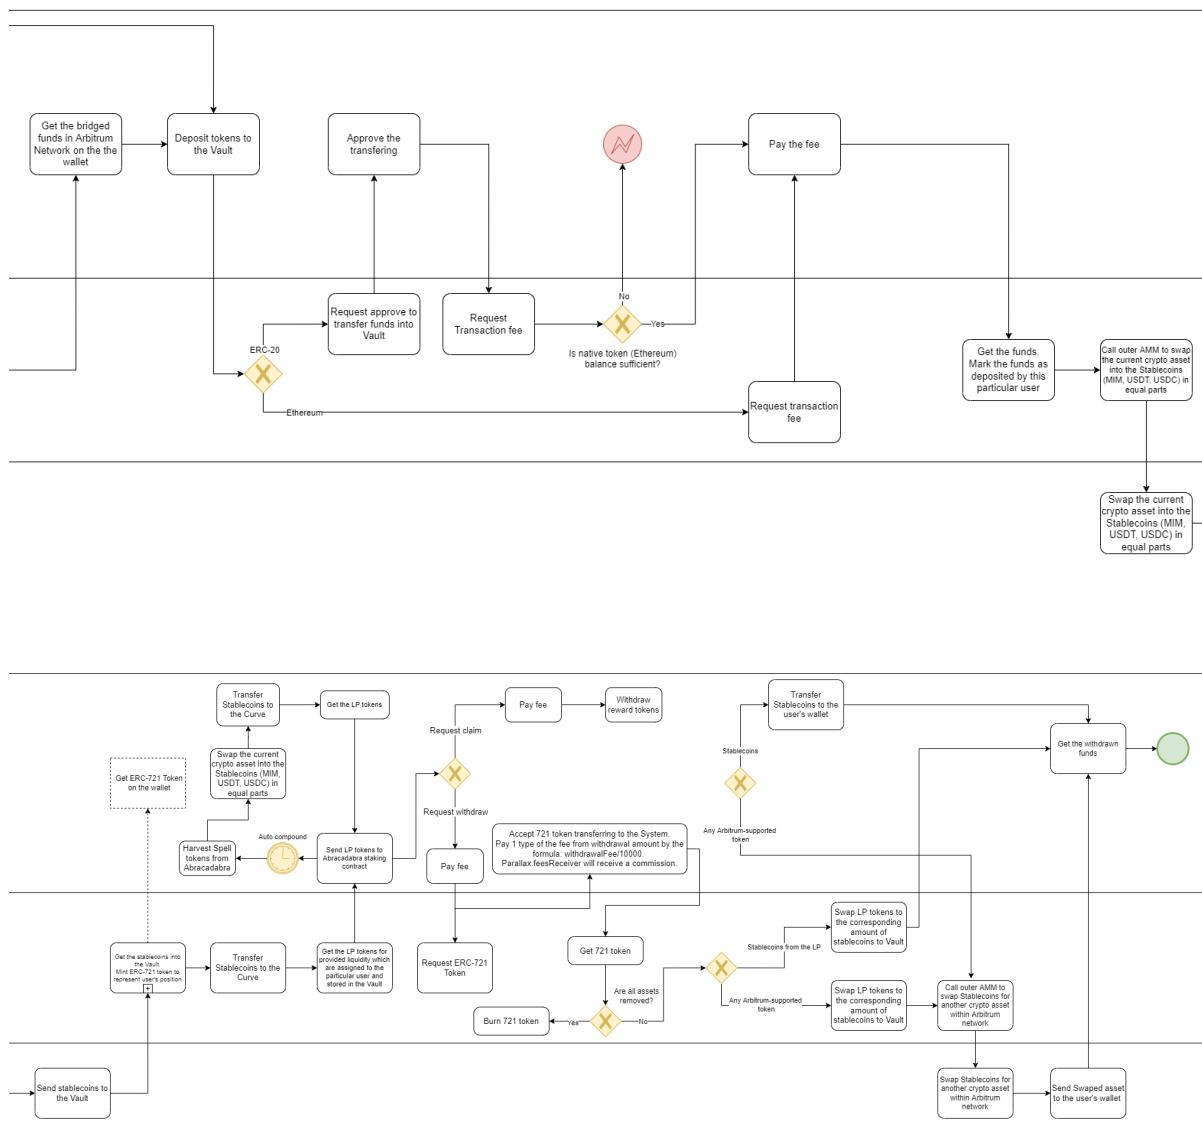 Get the bridged
funds in Arbitrum
Network on the the
wallet
Deposit tokens to
the Vault
Approve the
transfering
Pay the fee
No
Request approve to
transfer funds into
Vault
Request
Transaction fee
Yes
ERC-20
Is native token (Ethereum)
balance sufficient?
Get the funds.
Mark the funds as
deposited by this
particular user
Call outer AMM to swap
the current crypto asset
into the Stablecoins
(MIM, USDT, USDC) in
equal parts
Ethereum
Request transaction
fee
Swap the current
crypto asset into the
Stablecoins (MIM,
USDT, USDC) in
equal parts
Transfer
Stablecoins to
the Curve
Get the LP tokens
Pay fee
Withdraw
reward tokens
Transfer
Stablecoins to the
user's wallet
Request claim
Get the withdrawn
funds
Swap the current
crypto asset into the
Stablecoins (MIM,
USDT, USDC) in
equal parts
Stablecoins
Get ERC-721 Token
on the wallet
Request withdraw
Any Arbitrum-supported
token
Auto compound
Harvest Spell
tokens from
Abracadabra
Send LP tokens to
Abracadabra staking
contract
Pay fee
Accept 721 token transferring to the System.
Pay 1 type of the fee from withdrawal amount by the
formula: withdrawalFee/10000.
Parallax.feesReceiver will receive a commission.
Get the stablecoins into
the Vault.
Mint ERC-721 token to
represent user's position
Transfer
Stablecoins to the
Curve
Get the LP tokens for
provided liquidity which
are assigned to the
particular user and
stored in the Vault
Request ERC-721
Token
Get 721 token
Stablecoins from the LP
Swap LP tokens to
the corresponding
amount of
stablecoins to Vault
Are all assets
removed?
Any Arbitrum-supported
token
Swap LP tokens to
the corresponding
amount of
stablecoins to Vault
Call outer AMM to
swap Stablecoins for
another crypto asset
within Arbitrum
network
Burn 721 token
Yes
No
Send stablecoins to
the Vault
Swap Stablecoins for
another crypto asset
within Arbitrum
network
Send Swaped asset
to the user's wallet